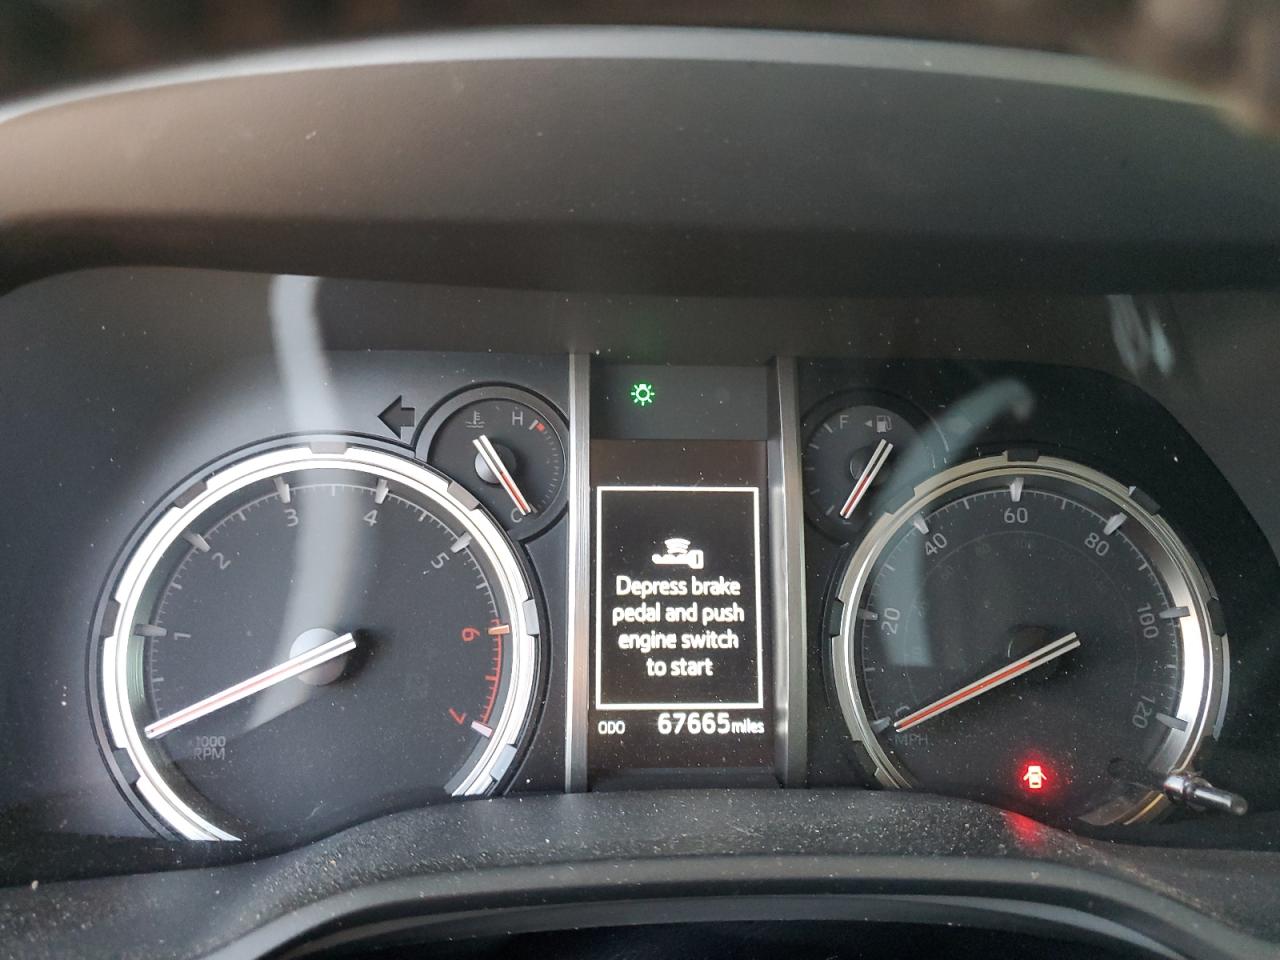 H
C
F
1
2
3
4
5
6
7
x1000
RPM
Depress brake
pedal and push
engine switch
to start
ODO 67665 miles
20
40
60
80
100
120
MPH